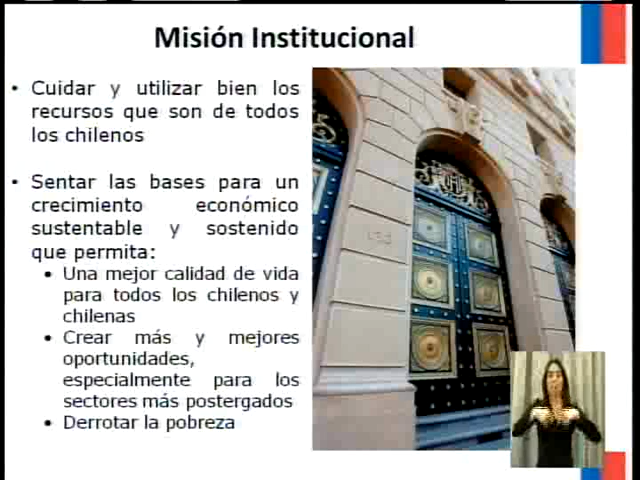 Misión Institucional
• Cuidar y utilizar bien los
recursos que son de todos
los chilenos
• Sentar las bases para un
crecimiento económico
sustentable y sostenido
que permita:
• Una mejor calidad de vida
para todos los chilenos y
chilenas
• Crear más y mejores
oportunidades,
especialmente para los
sectores más postergados
• Derrotar la pobreza